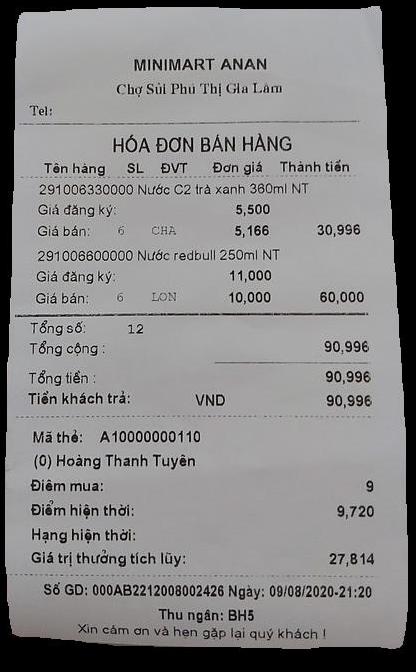 MINIMART ANAN
Chợ Sủi Phú Thị Gia Lâm
Tel:
HÓA ĐƠN BÁN HÀNG
Tên hàng SL ĐVT Đơn giá Thành tiền
291006330000 Nước C2 trà xanh 360ml NT
Giá đăng ký: 5,500
Giá bán: 6 CHA 5,166 30,996
291006600000 Nước redbull 250ml NT
Giá đăng ký: 11,000
Giá bán: 6 LON 10,000 60,000
Tổng số: 12
Tổng cộng : 90,996
Tổng tiền : 90,996
Tiền khách trả: VND 90,996
Mã thẻ: A10000000110
(0) Hoàng Thanh Tuyên
Điểm mua: 9
Điểm hiện thời: 9,720
Hạng hiện thời:
Giá trị thưởng tích lũy: 27,814
Số GD: 000AB2212008002426 Ngày: 09/08/2020-21:20
Thu ngân: BH5
Xin cảm ơn và hẹn gặp lại quý khách !